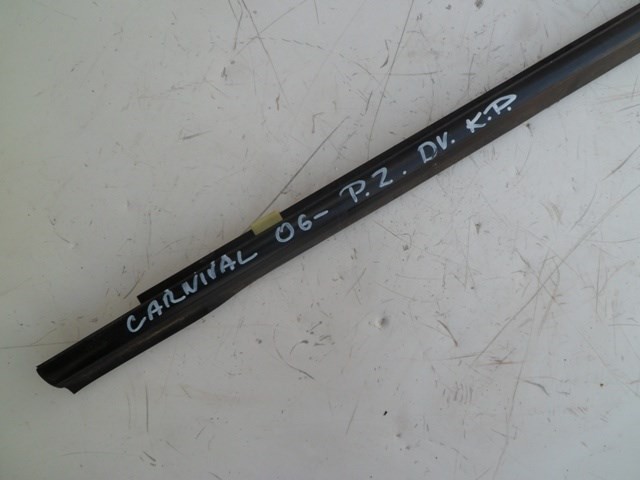 CARNIVAL 06- P.Z. DV. K.P.